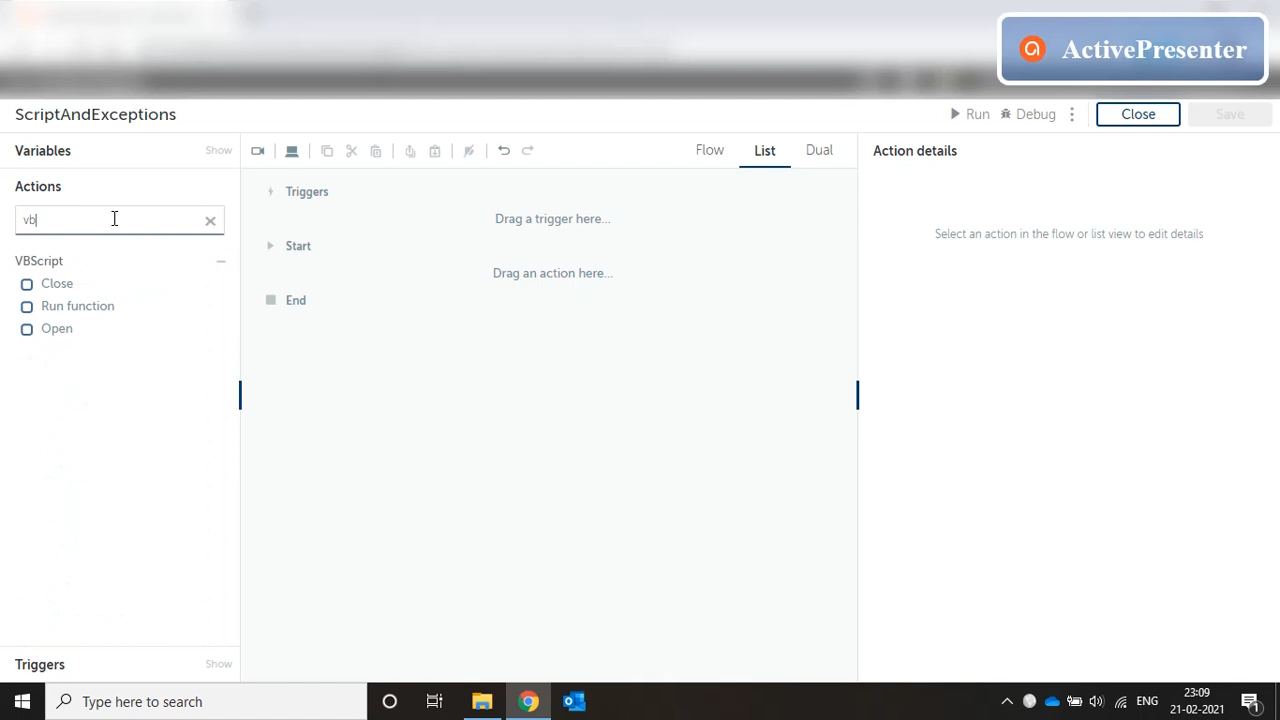 ActivePresenter
ScriptAndExceptions
Run
Debug
Close
Save
Variables
Show
Flow
List
Dual
Action details
Actions
vb
VBScript
Close
Run function
Open
Triggers
Drag a trigger here...
Start
Drag an action here...
End
Select an action in the flow or list view to edit details
Triggers
Show
Type here to search
ENG
23:09
21-02-2021
1